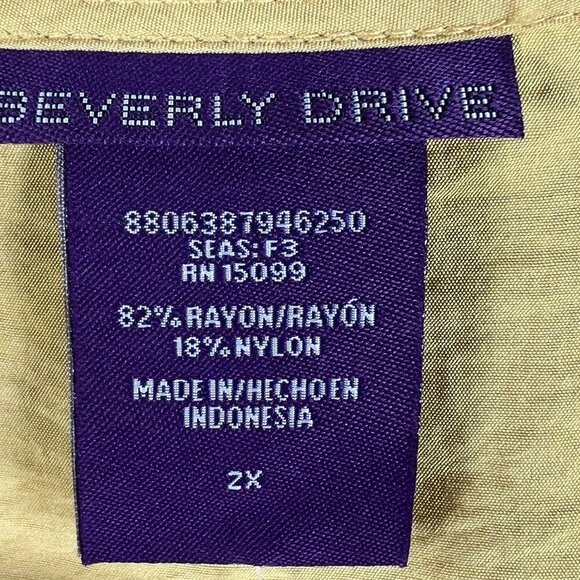 BEVERLY DRIVE
8806387946250
SEAS: F3
RN 15099
82% RAYON/RAYÓN
18% NYLON
MADE IN/HECHO EN
INDONESIA
2X